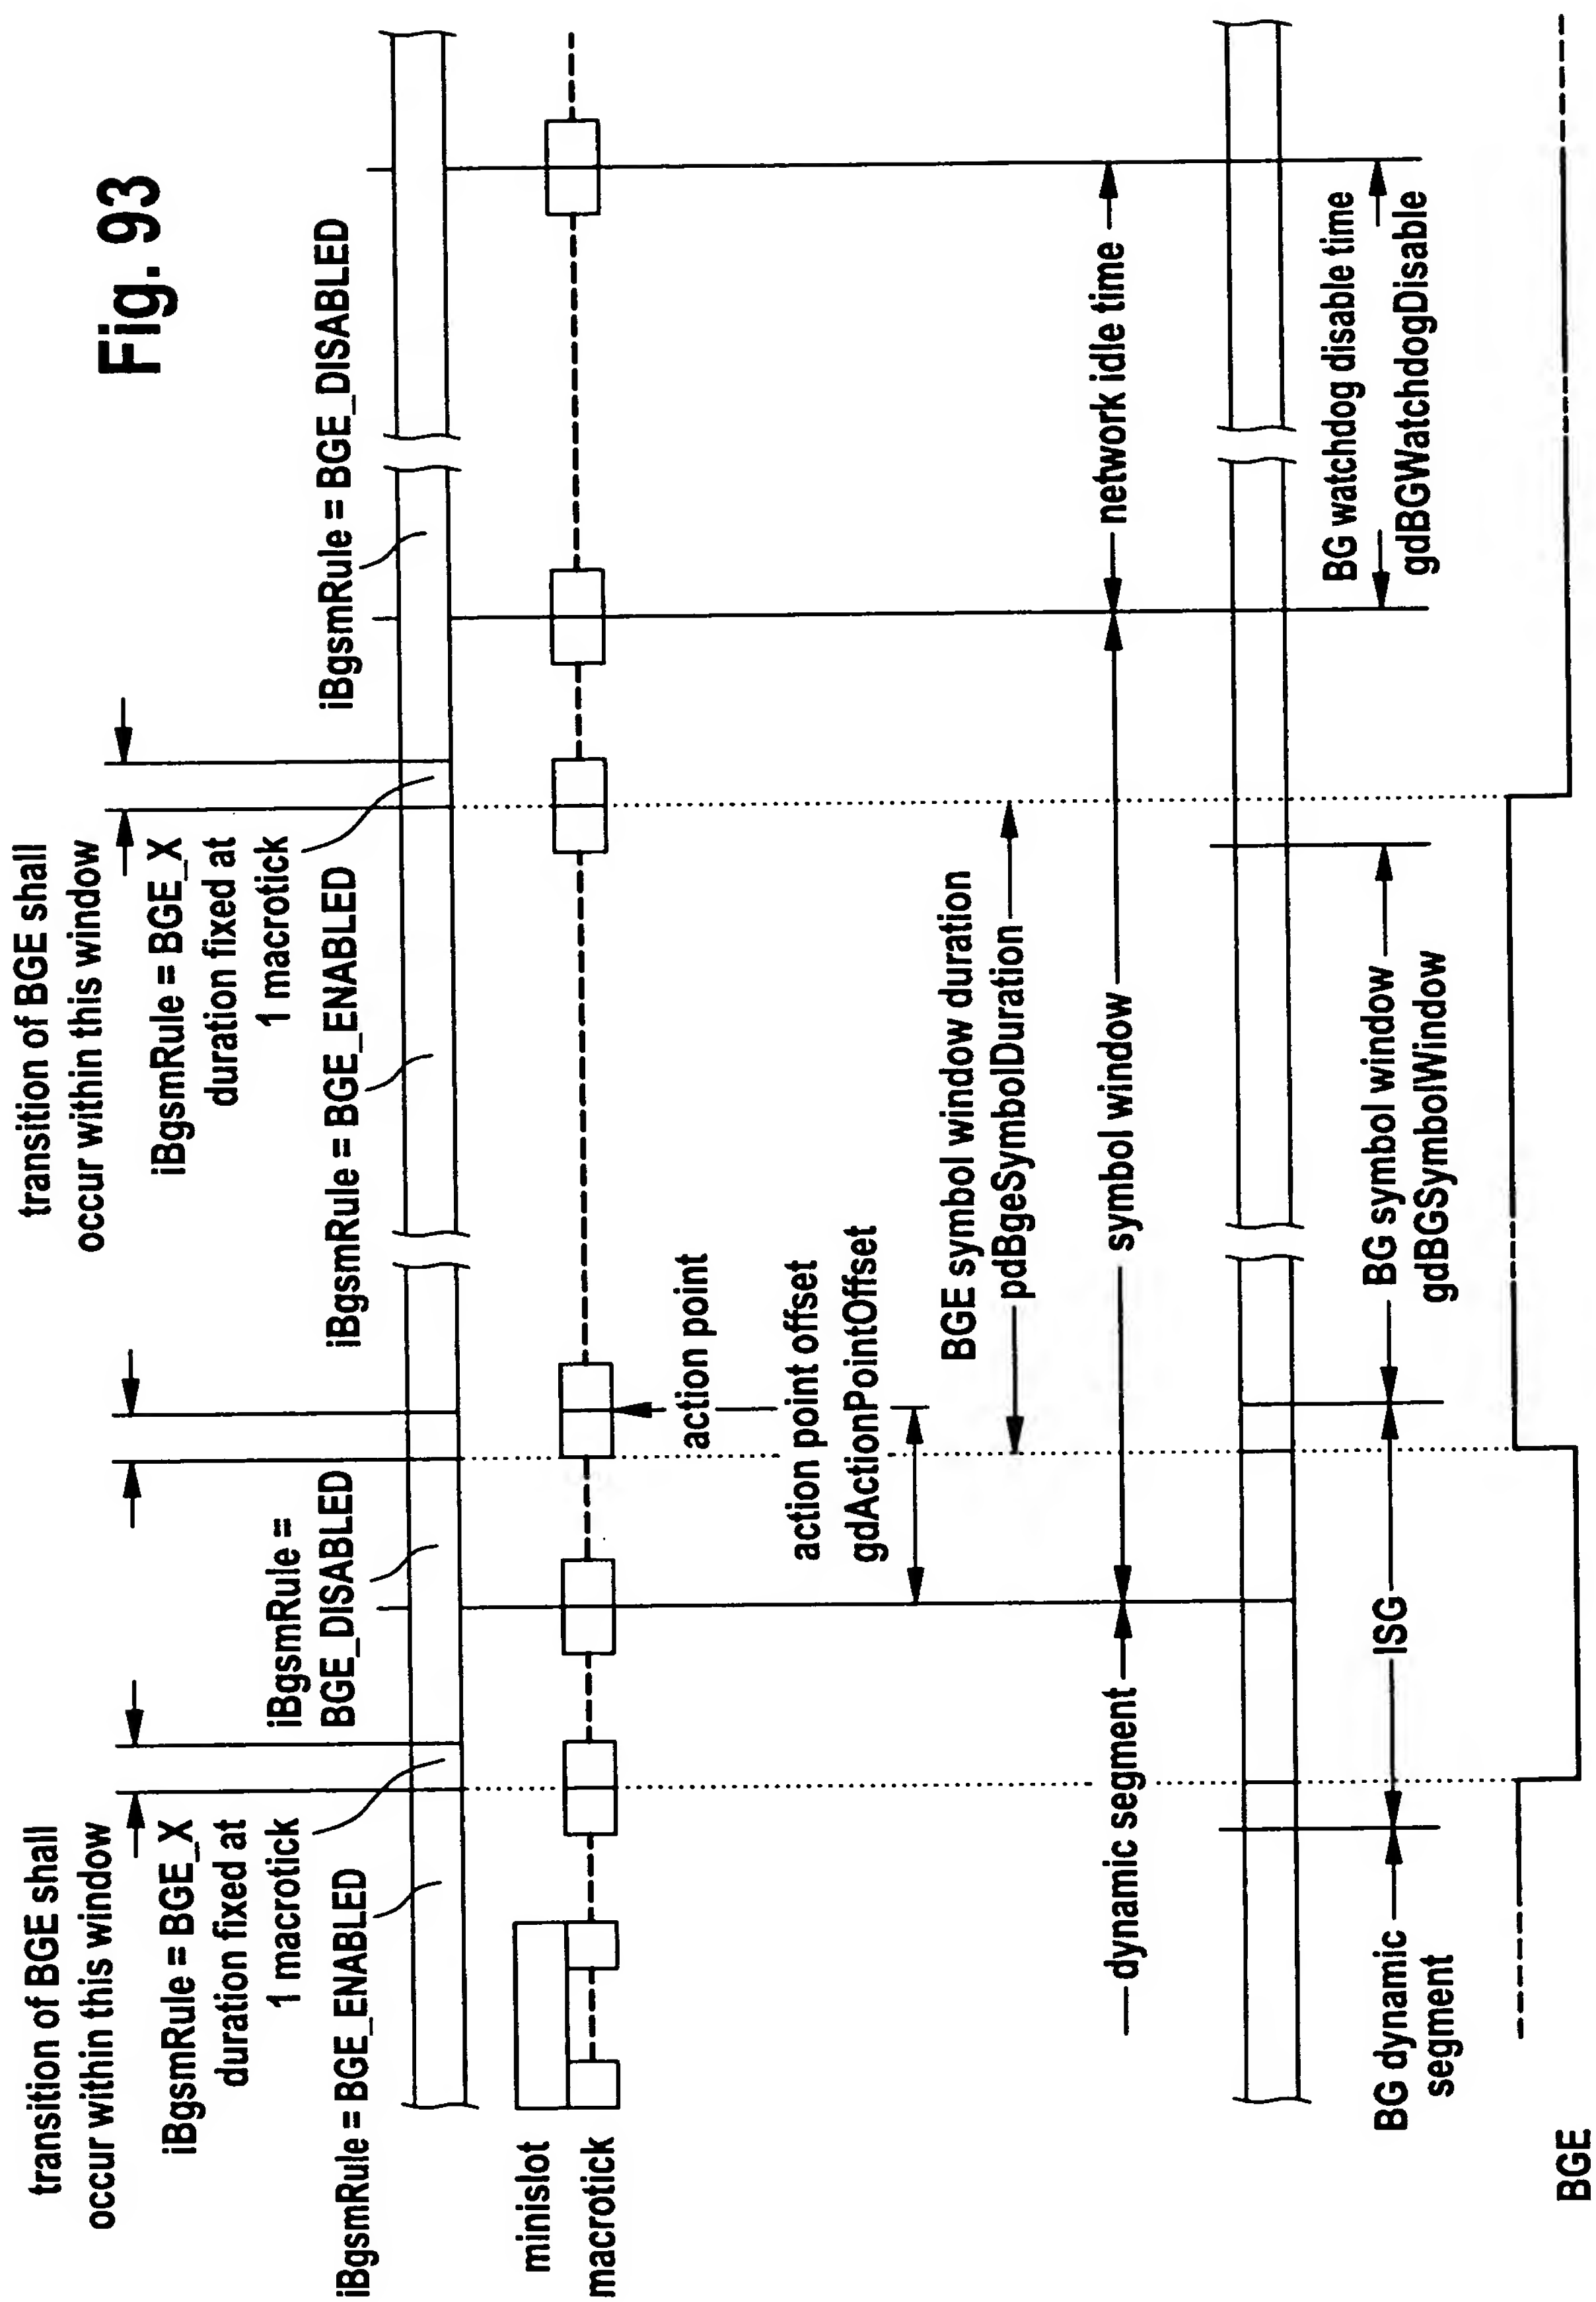 Fig. 93
transition of BGE shall
occur within this window
iBgsmRule = BGE_X
duration fixed at
1 macrotick
iBgsmRule = BGE_ENABLED
iBgsmRule =
BGE_DISABLED
transition of BGE shall
occur within this window
iBgsmRule = BGE_X
duration fixed at
1 macrotick
iBgsmRule = BGE_ENABLED
iBgsmRule = BGE_DISABLED
minislot
macrotick
action point
action point offset
gdActionPointOffset
BGE symbol window duration
pdBgeSymbolDuration
dynamic segment
symbol window
network idle time
BG dynamic
segment
ISG
BG symbol window
gdBGSymbolWindow
BG watchdog disable time
gdBGWatchdogDisable
BGE